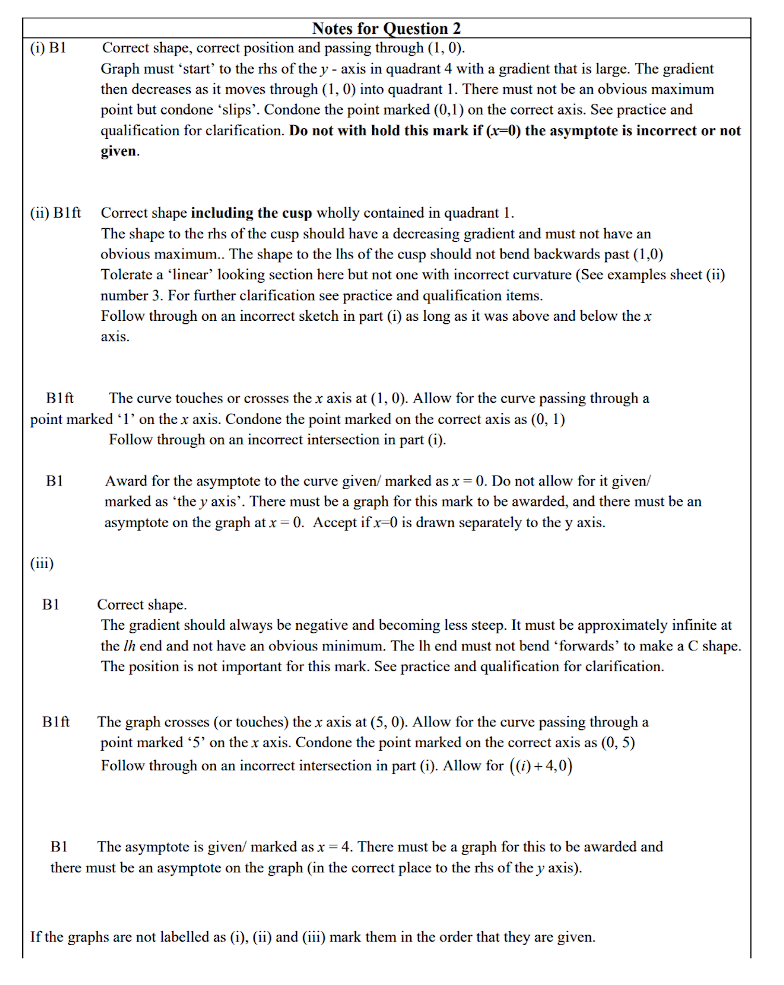 Notes for Question 2
(i) B1 Correct shape, correct position and passing through (1, 0).
Graph must ‘start’ to the rhs of the y - axis in quadrant 4 with a gradient that is large. The gradient
then decreases as it moves through (1, 0) into quadrant 1. There must not be an obvious maximum
point but condone ‘slips’. Condone the point marked (0,1) on the correct axis. See practice and
qualification for clarification. Do not with hold this mark if (x=0) the asymptote is incorrect or not
given.
(ii) B1ft Correct shape including the cusp wholly contained in quadrant 1.
The shape to the rhs of the cusp should have a decreasing gradient and must not have an
obvious maximum.. The shape to the lhs of the cusp should not bend backwards past (1,0)
Tolerate a ‘linear’ looking section here but not one with incorrect curvature (See examples sheet (ii)
number 3. For further clarification see practice and qualification items.
Follow through on an incorrect sketch in part (i) as long as it was above and below the x
axis.
B1ft The curve touches or crosses the x axis at (1, 0). Allow for the curve passing through a
point marked ‘1’ on the x axis. Condone the point marked on the correct axis as (0, 1)
Follow through on an incorrect intersection in part (i).
B1 Award for the asymptote to the curve given/ marked as x = 0. Do not allow for it given/
marked as ‘the y axis’. There must be a graph for this mark to be awarded, and there must be an
asymptote on the graph at x = 0. Accept if x=0 is drawn separately to the y axis.
(iii)
B1 Correct shape.
The gradient should always be negative and becoming less steep. It must be approximately infinite at
the lh end and not have an obvious minimum. The lh end must not bend ‘forwards’ to make a C shape.
The position is not important for this mark. See practice and qualification for clarification.
B1ft The graph crosses (or touches) the x axis at (5, 0). Allow for the curve passing through a
point marked ‘5’ on the x axis. Condone the point marked on the correct axis as (0, 5)
Follow through on an incorrect intersection in part (i). Allow for ((i) + 4,0)
B1 The asymptote is given/ marked as x = 4. There must be a graph for this to be awarded and
there must be an asymptote on the graph (in the correct place to the rhs of the y axis).
If the graphs are not labelled as (i), (ii) and (iii) mark them in the order that they are given.